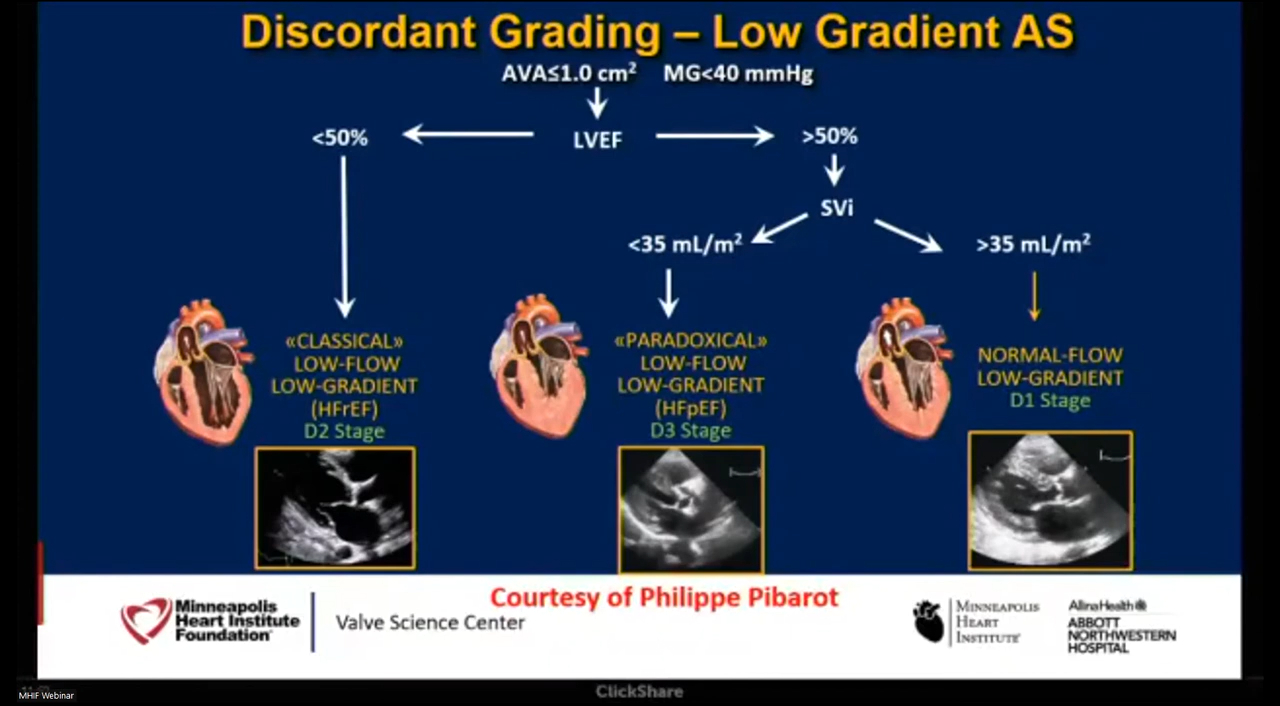 Discordant Grading – Low Gradient AS
AVA≤1.0 cm² MG<40 mmHg
<50% LVEF >50%
SVi
<35 mL/m² >35 mL/m²
«CLASSICAL»
LOW-FLOW
LOW-GRADIENT
(HFrEF)
D2 Stage
«PARADOXICAL»
LOW-FLOW
LOW-GRADIENT
(HFpEF)
D3 Stage
NORMAL-FLOW
LOW-GRADIENT
D1 Stage
Courtesy of Philippe Pibarot
Minneapolis
Heart Institute
Foundation®
Valve Science Center
MINNEAPOLIS
HEART
INSTITUTE®
AllinaHealth
ABBOTT
NORTHWESTERN
HOSPITAL
MHIF Webinar
ClickShare